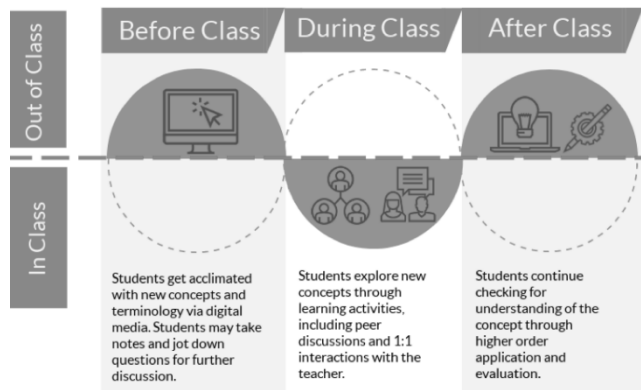 Before Class
During Class
After Class
Out of Class
In Class
Students get acclimated
with new concepts and
terminology via digital
media. Students may take
notes and jot down
questions for further
discussion.
Students explore new
concepts through
learning activities,
including peer
discussions and 1:1
interactions with the
teacher.
Students continue
checking for
understanding of the
concept through
higher order
application and
evaluation.